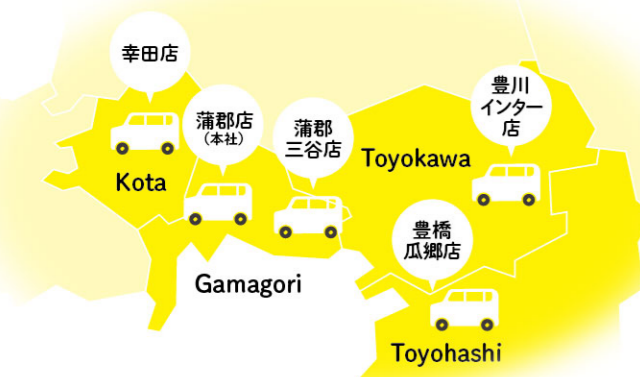 幸田店
Kota
蒲郡店
(本社)
蒲郡
三谷店
Gamagori
Toyokawa
豊川
インター
店
豊橋
瓜郷店
Toyohashi